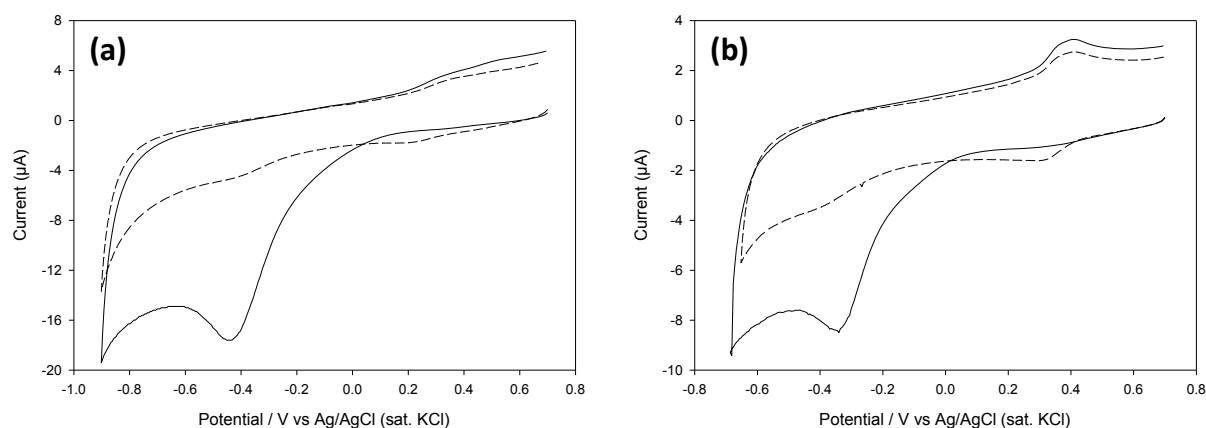 (a)
8
4
0
-4
-8
-12
-16
-20
Current (µA)
-1.0 -0.8 -0.6 -0.4 -0.2 0.0 0.2 0.4 0.6 0.8
Potential / V vs Ag/AgCl (sat. KCl)
(b)
4
2
0
-2
-4
-6
-8
-10
Current (µA)
-0.8 -0.6 -0.4 -0.2 0.0 0.2 0.4 0.6 0.8
Potential / V vs Ag/AgCl (sat. KCl)